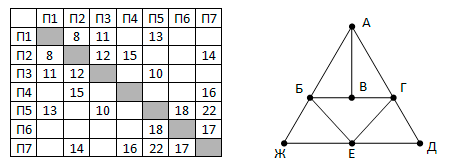 П1 П2 П3 П4 П5 П6 П7
П1 8 11 13
П2 8 12 15 14
П3 11 12 10
П4 15 16
П5 13 10 18 22
П6 18 17
П7 14 16 22 17
А
Б В Г
Ж Е Д